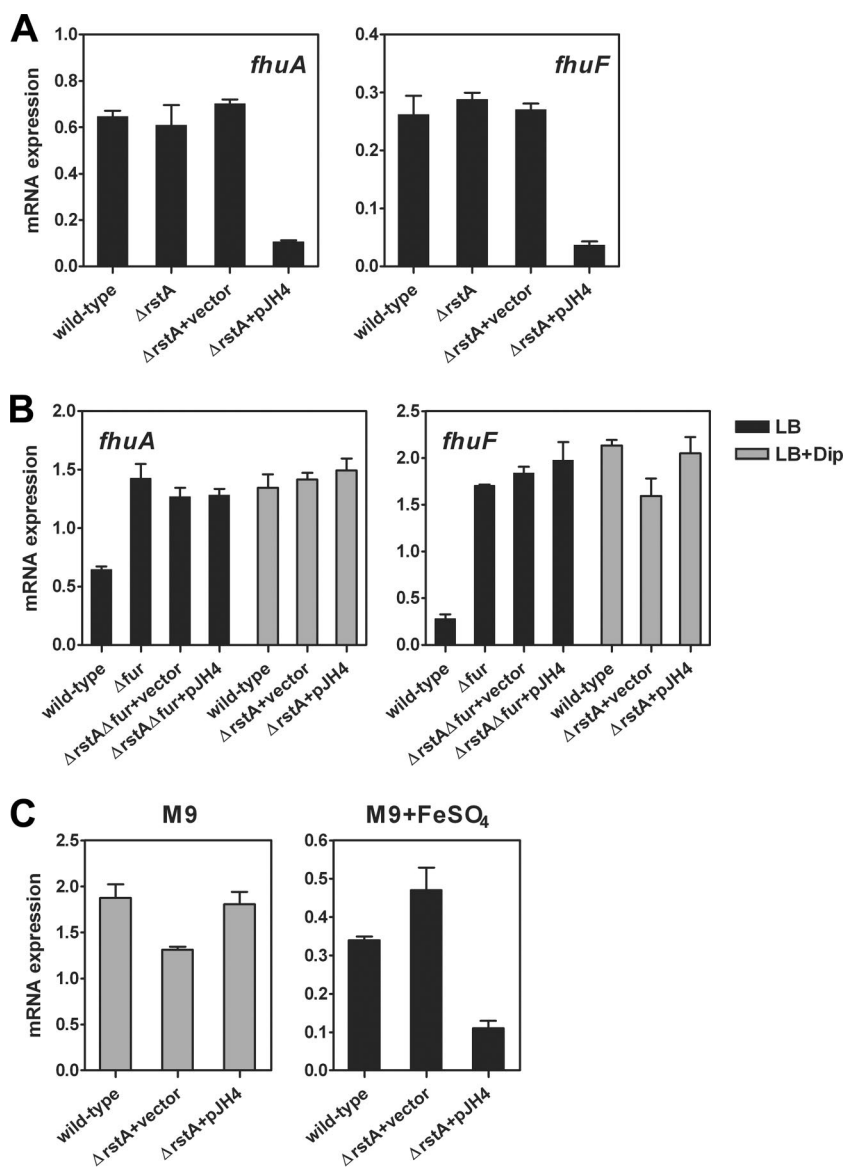 A
fhuA
mRNA expression
1.0
0.8
0.6
0.4
0.2
0.0
wild-type
ΔrstA
ΔrstA+vector
ΔrstA+pJH4
fhuF
0.4
0.3
0.2
0.1
0.0
wild-type
ΔrstA
ΔrstA+vector
ΔrstA+pJH4
B
fhuA
mRNA expression
2.0
1.5
1.0
0.5
0.0
wild-type
Δfur
ΔrstAΔfur+vector
ΔrstAΔfur+pJH4
wild-type
ΔrstA+vector
ΔrstA+pJH4
fhuF
2.5
2.0
1.5
1.0
0.5
0.0
wild-type
Δfur
ΔrstAΔfur+vector
ΔrstAΔfur+pJH4
wild-type
ΔrstA+vector
ΔrstA+pJH4
LB
LB+Dip
C
M9
mRNA expression
2.5
2.0
1.5
1.0
0.5
0.0
wild-type
ΔrstA+vector
ΔrstA+pJH4
M9+FeSO₄
0.6
0.5
0.4
0.3
0.2
0.1
0.0
wild-type
ΔrstA+vector
ΔrstA+pJH4